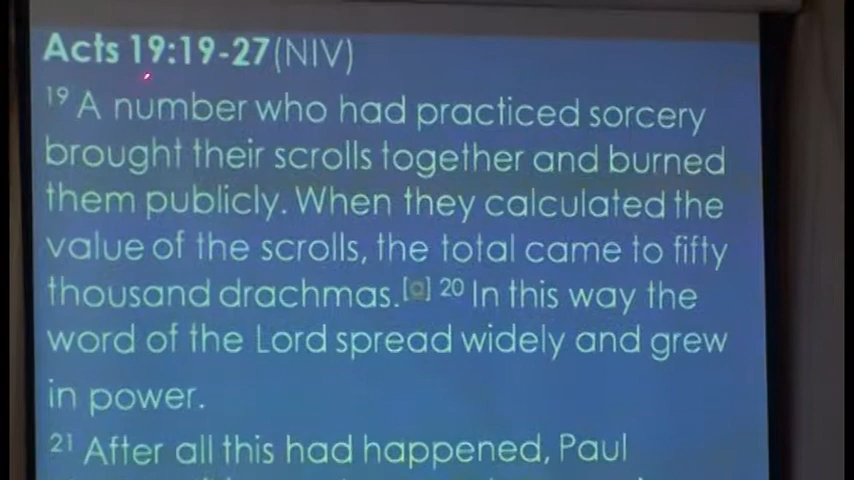 Acts 19:19-27(NIV)
19 A number who had practiced sorcery
brought their scrolls together and burned
them publicly. When they calculated the
value of the scrolls, the total came to fifty
thousand drachmas.[a] 20 In this way the
word of the Lord spread widely and grew
in power.
21 After all this had happened, Paul